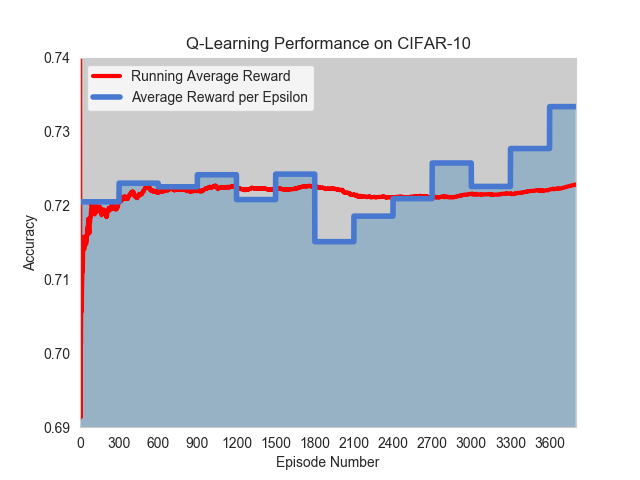 Q-Learning Performance on CIFAR-10
Running Average Reward
Average Reward per Epsilon
Accuracy
0.74
0.73
0.72
0.71
0.70
0.69
0 300 600 900 1200 1500 1800 2100 2400 2700 3000 3300 3600
Episode Number